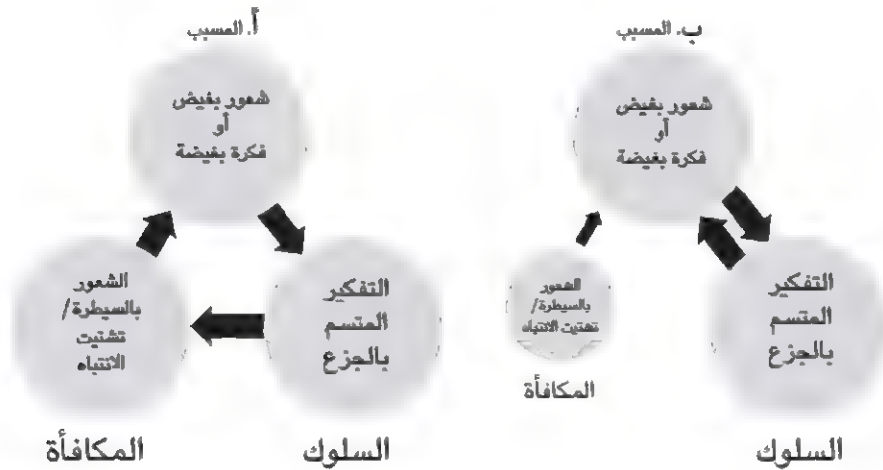 أ. المسبب
شعور بغيض
أو
فكرة بغيضة
التفكير
المتسم
بالجزع
السلوك
الشعور
بالسيطرة/
تشتيت
الانتباه
المكافأة
ب. المسبب
شعور بغيض
أو
فكرة بغيضة
التفكير
المتسم
بالجزع
السلوك
الشعور
بالسيطرة/
تشتيت الانتباه
المكافأة